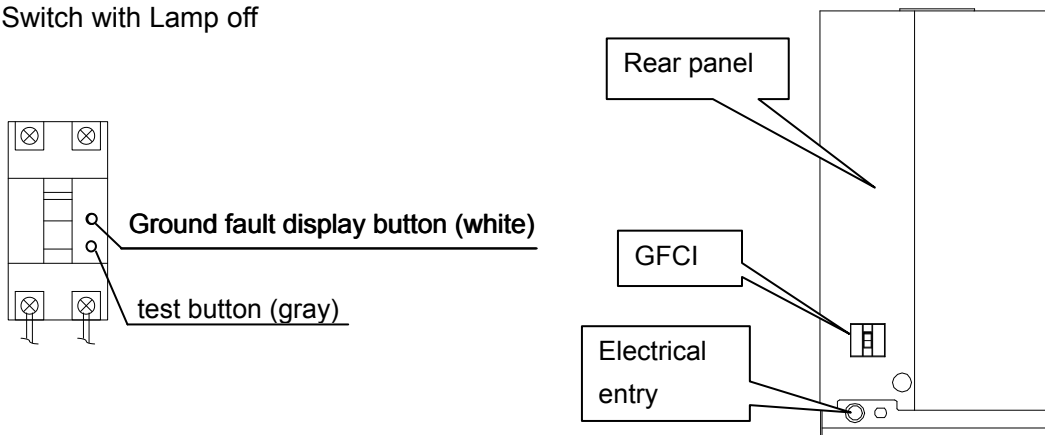 Switch with Lamp off
Rear panel
Ground fault display button (white)
GFCI
test button (gray)
Electrical
entry